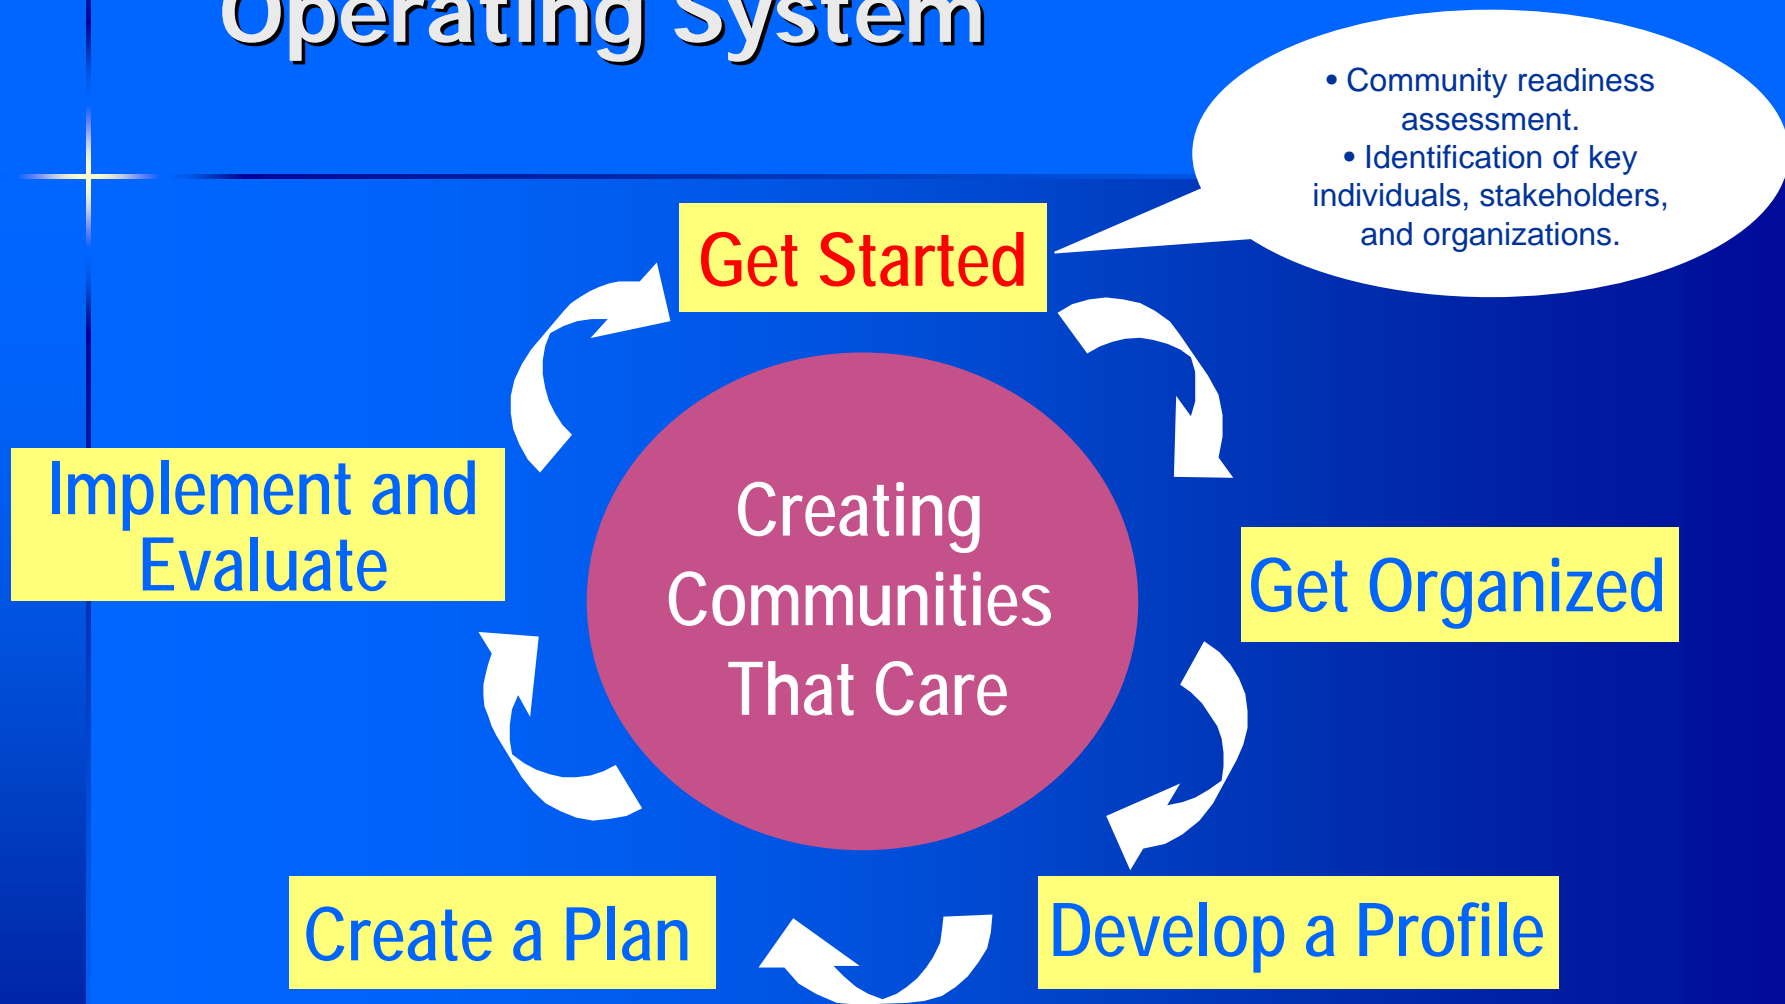 Operating System
• Community readiness
assessment.
• Identification of key
individuals, stakeholders,
and organizations.
Get Started
Implement and
Evaluate
Creating
Communities
That Care
Get Organized
Create a Plan
Develop a Profile